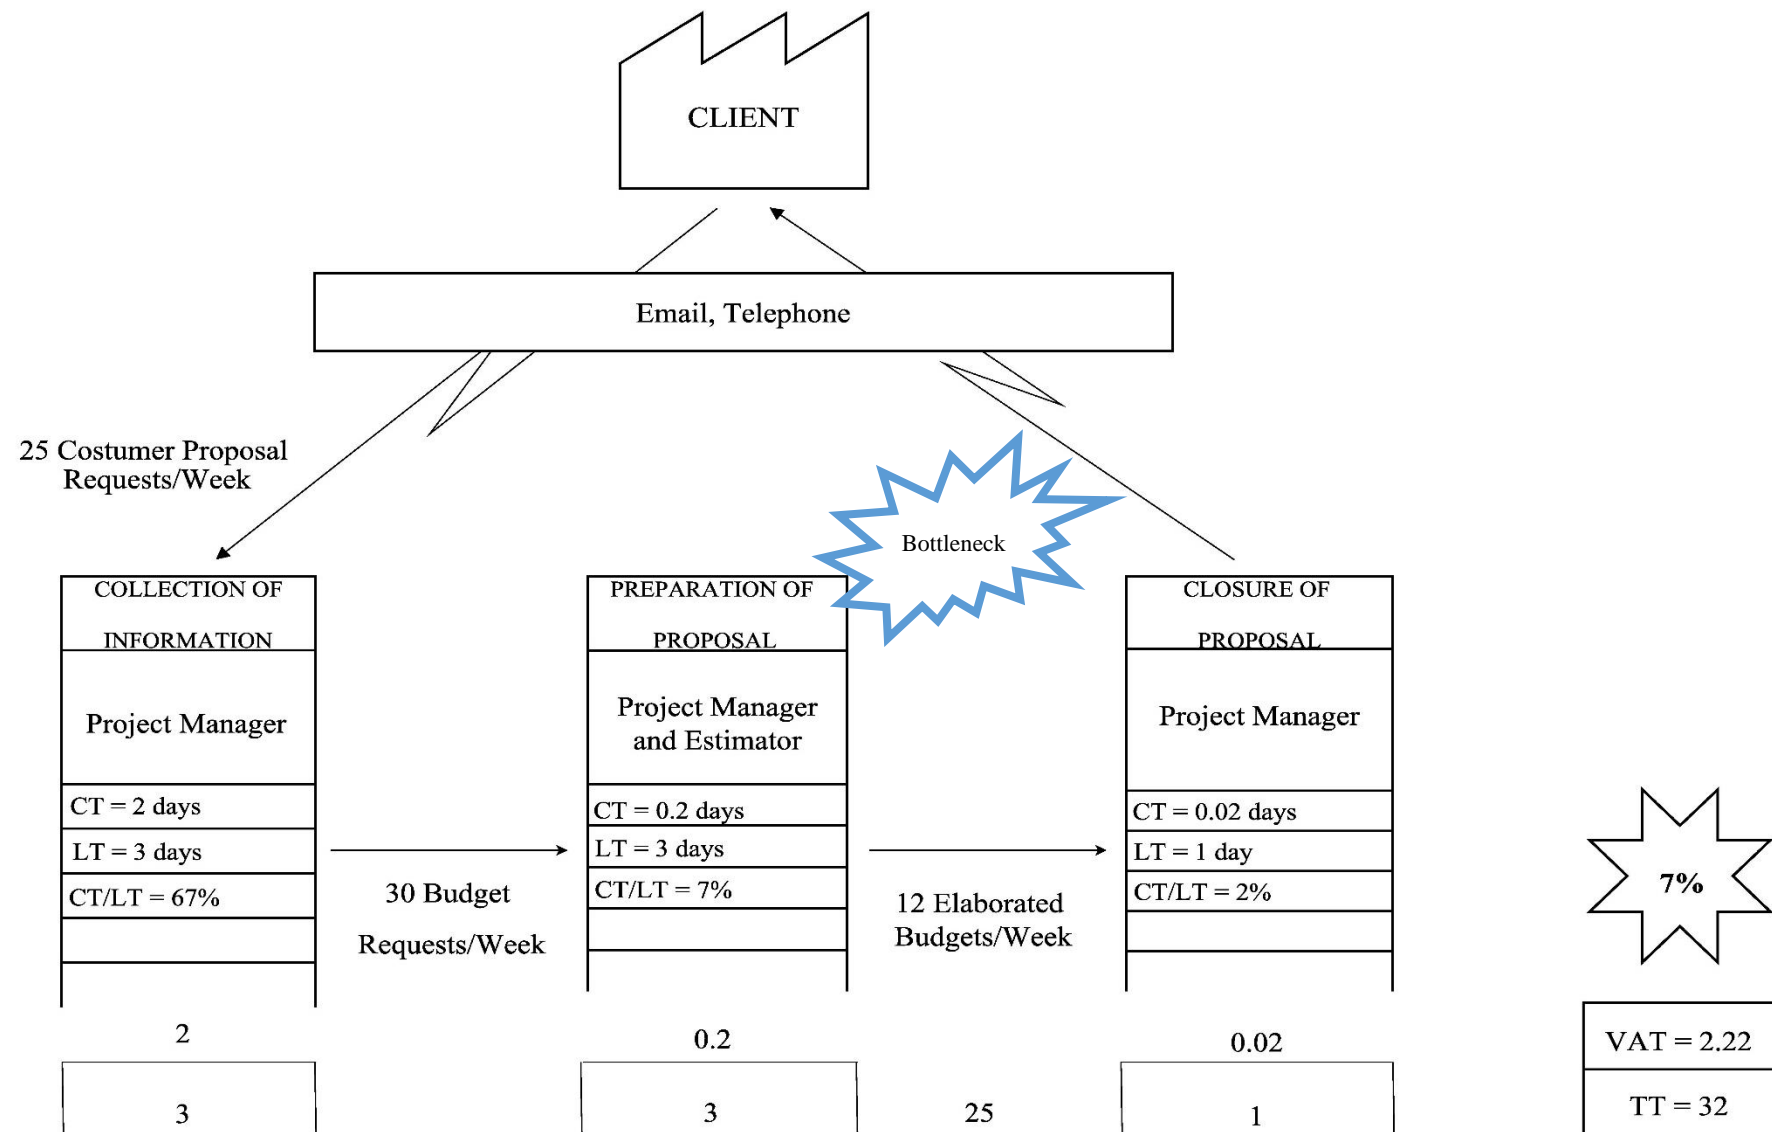 CLIENT
Email, Telephone
25 Costumer Proposal
Requests/Week
Bottleneck
COLLECTION OF
INFORMATION
Project Manager
CT = 2 days
LT = 3 days
CT/LT = 67%
30 Budget
Requests/Week
PREPARATION OF
PROPOSAL
Project Manager
and Estimator
CT = 0.2 days
LT = 3 days
CT/LT = 7%
12 Elaborated
Budgets/Week
CLOSURE OF
PROPOSAL
Project Manager
CT = 0.02 days
LT = 1 day
CT/LT = 2%
7%
2
0.2
0.02
VAT = 2.22
3
3
25
1
TT = 32